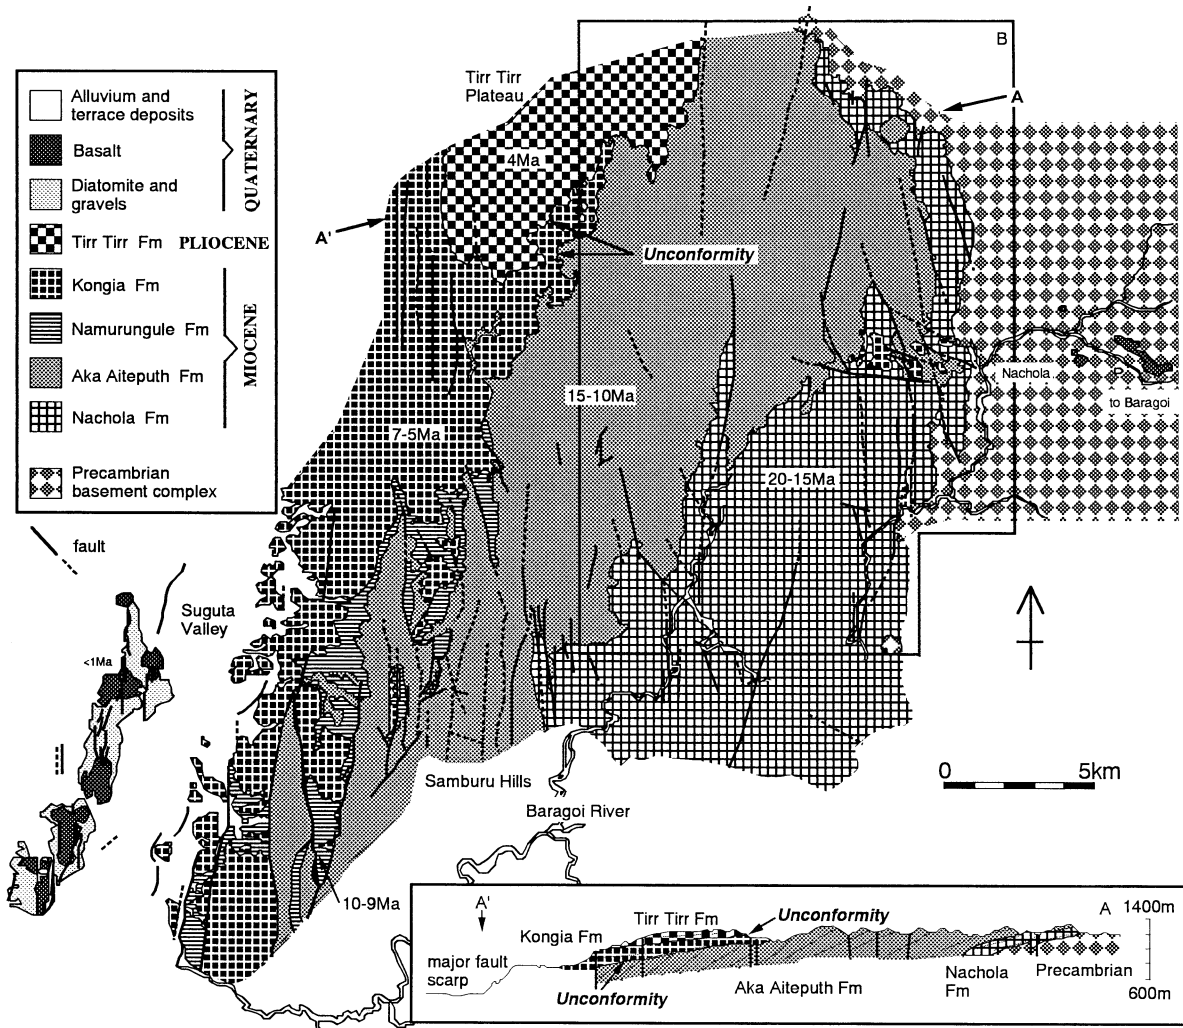 Alluvium and
terrace deposits
Basalt
Diatomite and
gravels
QUATERNARY
Tirr Tirr Fm PLIOCENE
Kongia Fm
Namurungule Fm
Aka Aiteputh Fm
Nachola Fm
MIOCENE
Precambrian
basement complex
fault
B
Tirr Tirr
Plateau
A
4Ma
A'
Unconformity
Nachola
to Baragoi
15-10Ma
7-5Ma
20-15Ma
Suguta
Valley
<1Ma
Samburu Hills
Baragoi River
0 5km
10-9Ma
A'
A
1400m
Tirr Tirr Fm
Unconformity
Kongia Fm
major fault
scarp
Unconformity
Aka Aiteputh Fm
Nachola
Fm
Precambrian
600m